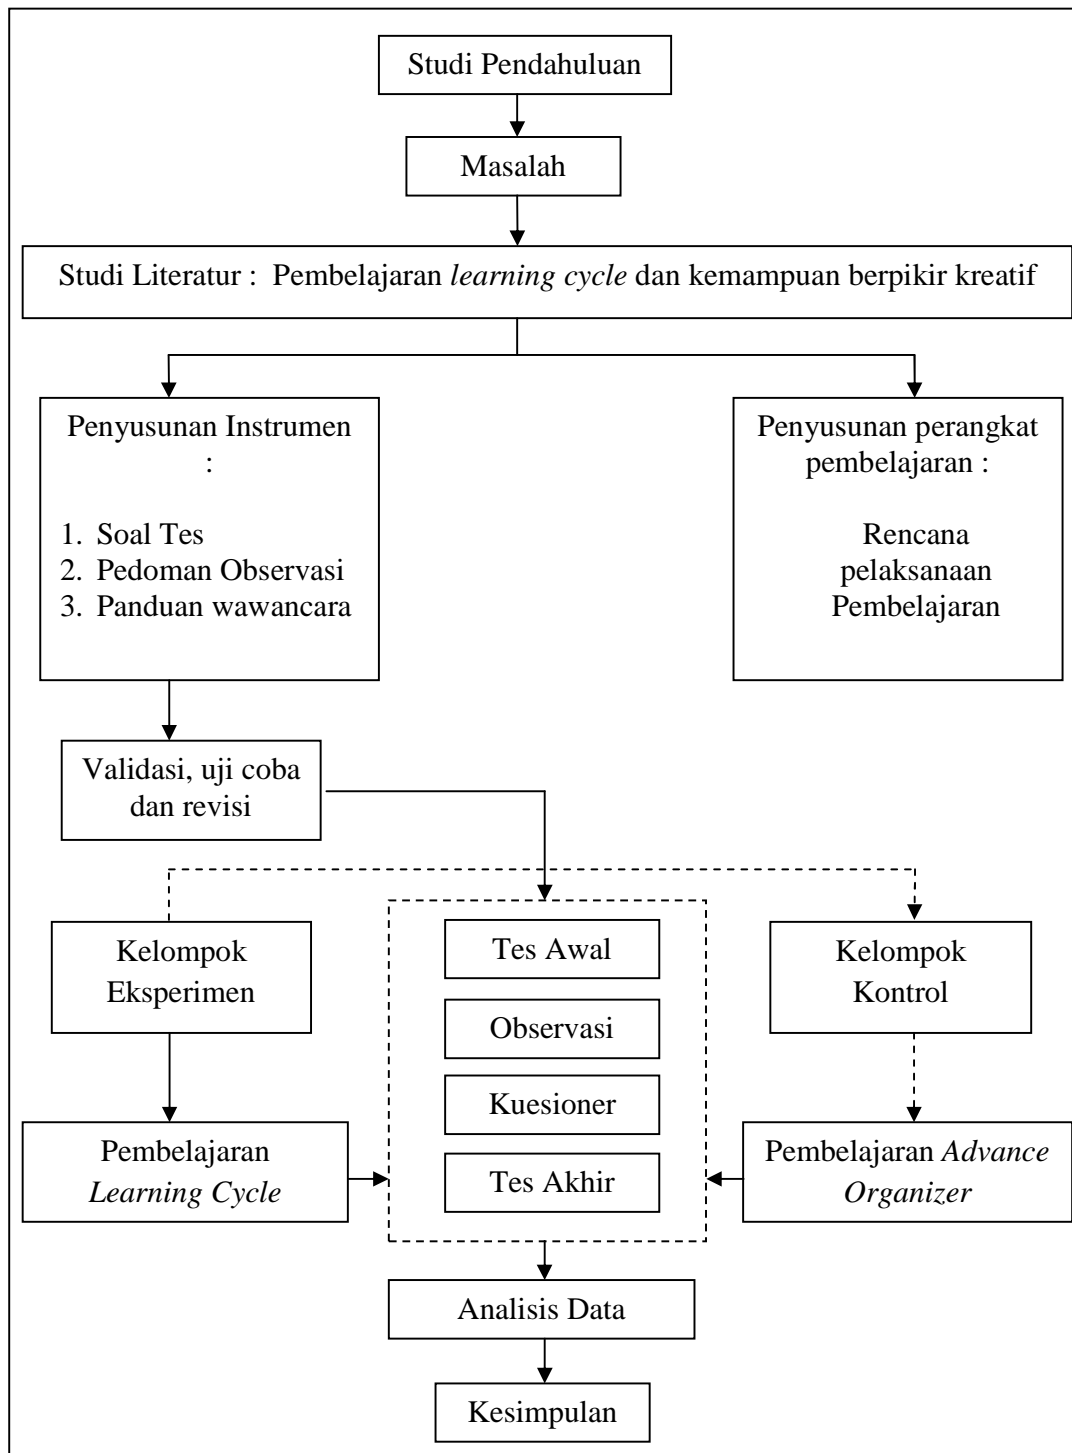 Studi Pendahuluan
Masalah
Studi Literatur :  Pembelajaran learning cycle dan kemampuan berpikir kreatif
Penyusunan Instrumen
:
1. Soal Tes
2. Pedoman Observasi
3. Panduan wawancara
Penyusunan perangkat
pembelajaran :
Rencana
pelaksanaan
Pembelajaran
Validasi, uji coba
dan revisi
Kelompok
Eksperimen
Tes Awal
Observasi
Kuesioner
Tes Akhir
Kelompok
Kontrol
Pembelajaran
Learning Cycle
Pembelajaran Advance
Organizer
Analisis Data
Kesimpulan